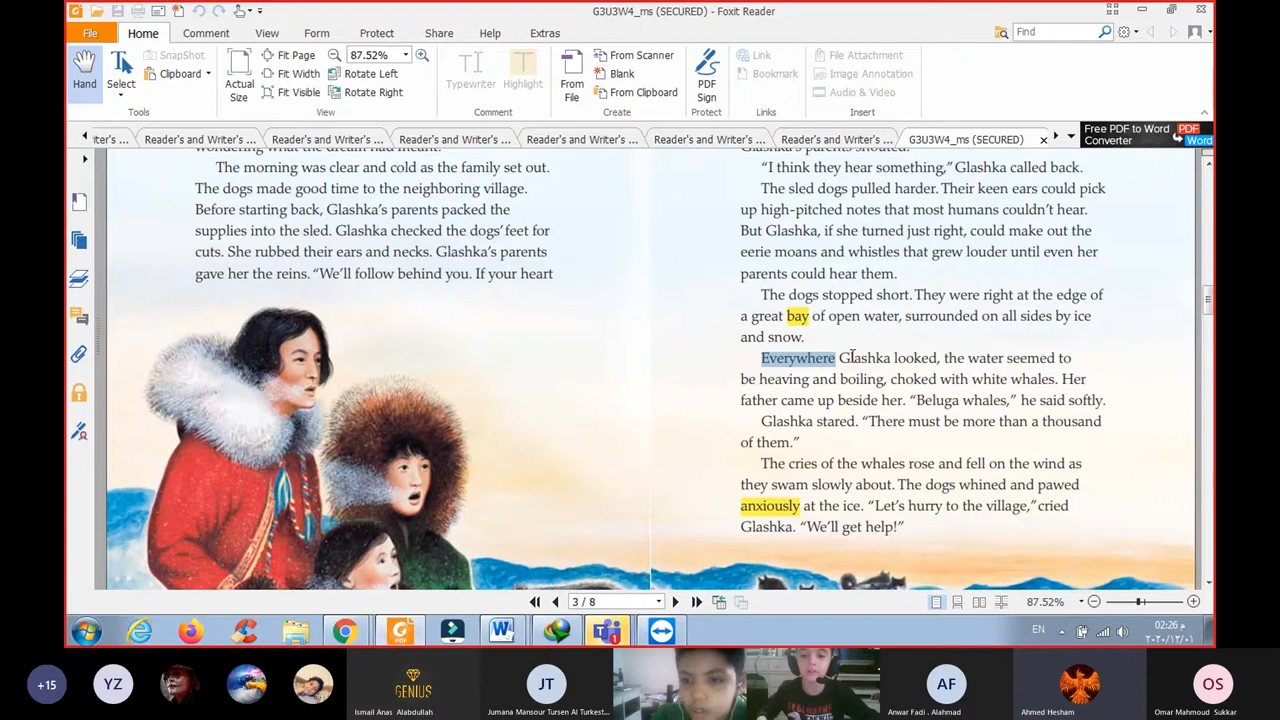 G3U3W4_ms (SECURED) - Foxit Reader
File Home Comment View Form Protect Share Help Extras
Find
Hand
Select
SnapShot
Clipboard
Tools
Actual Size
Fit Page
Fit Width
Fit Visible
87.52%
Rotate Left
Rotate Right
View
Typewriter
Highlight
Comment
From File
From Scanner
Blank
From Clipboard
Create
PDF Sign
Protect
Link
Bookmark
Links
File Attachment
Image Annotation
Audio & Video
Insert
iter's ... Reader's and Writer's ... Reader's and Writer's ... Reader's and Writer's ... Reader's and Writer's ... Reader's and Writer's ... Reader's and Writer's ... G3U3W4_ms (SECURED)
Free PDF to Word
Converter
PDF
Word
The morning was clear and cold as the family set out.
The dogs made good time to the neighboring village.
Before starting back, Glashka's parents packed the
supplies into the sled. Glashka checked the dogs' feet for
cuts. She rubbed their ears and necks. Glashka's parents
gave her the reins. “We'll follow behind you. If your heart
Glashka's parents shouted.
“I think they hear something,” Glashka called back.
The sled dogs pulled harder. Their keen ears could pick
up high-pitched notes that most humans couldn't hear.
But Glashka, if she turned just right, could make out the
eerie moans and whistles that grew louder until even her
parents could hear them.
The dogs stopped short. They were right at the edge of
a great bay of open water, surrounded on all sides by ice
and snow.
Everywhere Glashka looked, the water seemed to
be heaving and boiling, choked with white whales. Her
father came up beside her. “Beluga whales,” he said softly.
Glashka stared. “There must be more than a thousand
of them.”
The cries of the whales rose and fell on the wind as
they swam slowly about. The dogs whined and pawed
anxiously at the ice. “Let's hurry to the village,” cried
Glashka. “We'll get help!”
3 / 8
87.52%
EN
02:26 م
٢٠٢٠/١٢/٠١
+15
YZ
GENIUS
JT
AF
OS
Ismail Anas Alabdullah
Jumana Mansour Tursen Al Turkest...
Anwar Fadi . Alahmad
Ahmed Hesham
Omar Mahmoud Sukkar